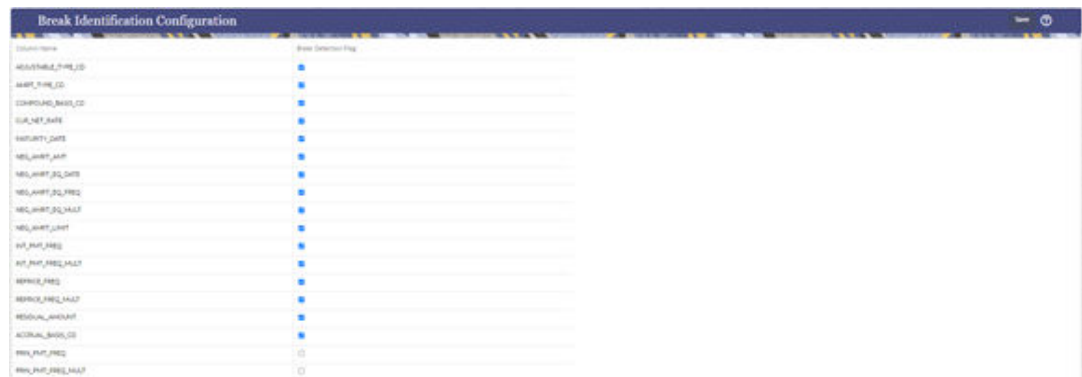 Break Identification Configuration
Save
Column Name Break Detection Flag
ADJUSTABLE_TYPE_CD
AMRT_TYPE_CD
COMPOUND_BASIS_CD
CUR_NET_RATE
MATURITY_DATE
NEG_AMRT_AMT
NEG_AMRT_EQ_DATE
NEG_AMRT_EQ_FREQ
NEG_AMRT_EQ_MULT
NEG_AMRT_LIMIT
INT_PMT_FREQ
INT_PMT_FREQ_MULT
REPRICE_FREQ
REPRICE_FREQ_MULT
RESIDUAL_AMOUNT
ACCRUAL_BASIS_CD
PRIN_PMT_FREQ
PRIN_PMT_FREQ_MULT